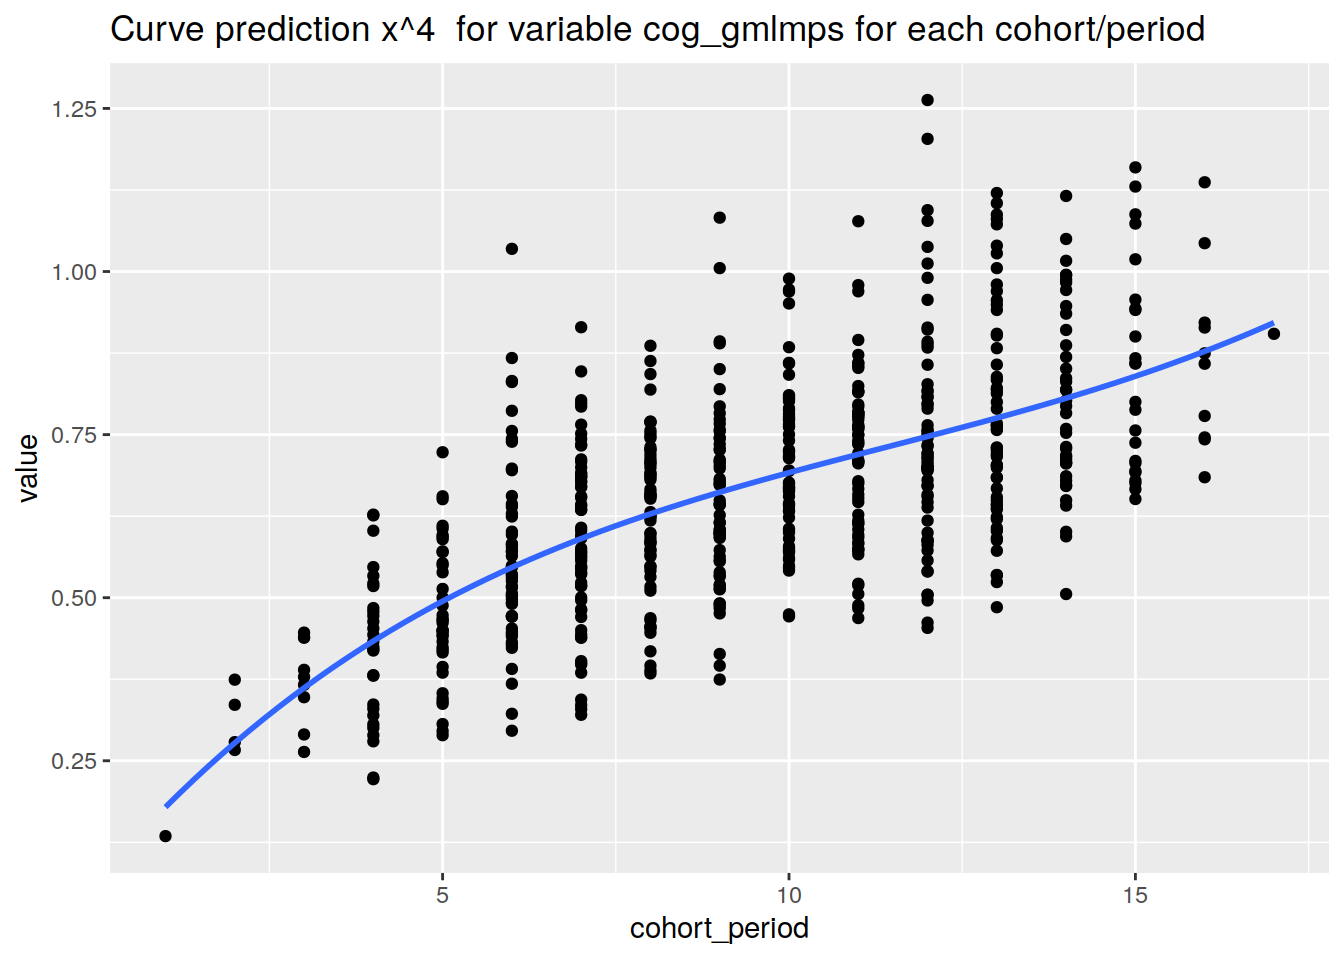 Curve prediction x^4  for variable cog_gmlmps for each cohort/period
1.25
1.00
0.75
0.50
0.25
value
5
10
15
cohort_period